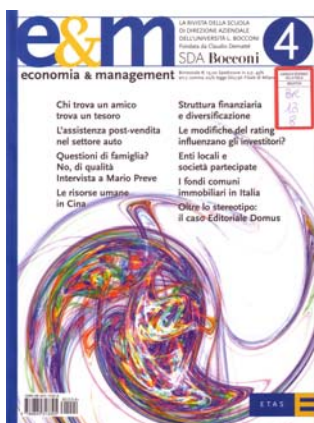 e&m
economia & management
LA RIVISTA DELLA SCUOLA
DI DIREZIONE AZIENDALE
DELL'UNIVERSITÀ L. BOCCONI
Fondata da Claudio Dematté
SDA Bocconi
4
Chi trova un amico
trova un tesoro
L'assistenza post-vendita
nel settore auto
Questioni di famiglia?
No, di qualità
Intervista a Mario Preve
Le risorse umane
in Cina
Struttura finanziaria
e diversificazione
Le modifiche del rating
influenzano gli investitori?
Enti locali e
società partecipate
I fondi comuni
immobiliari in Italia
Oltre lo stereotipo:
il caso Editoriale Domus
13
ETAS